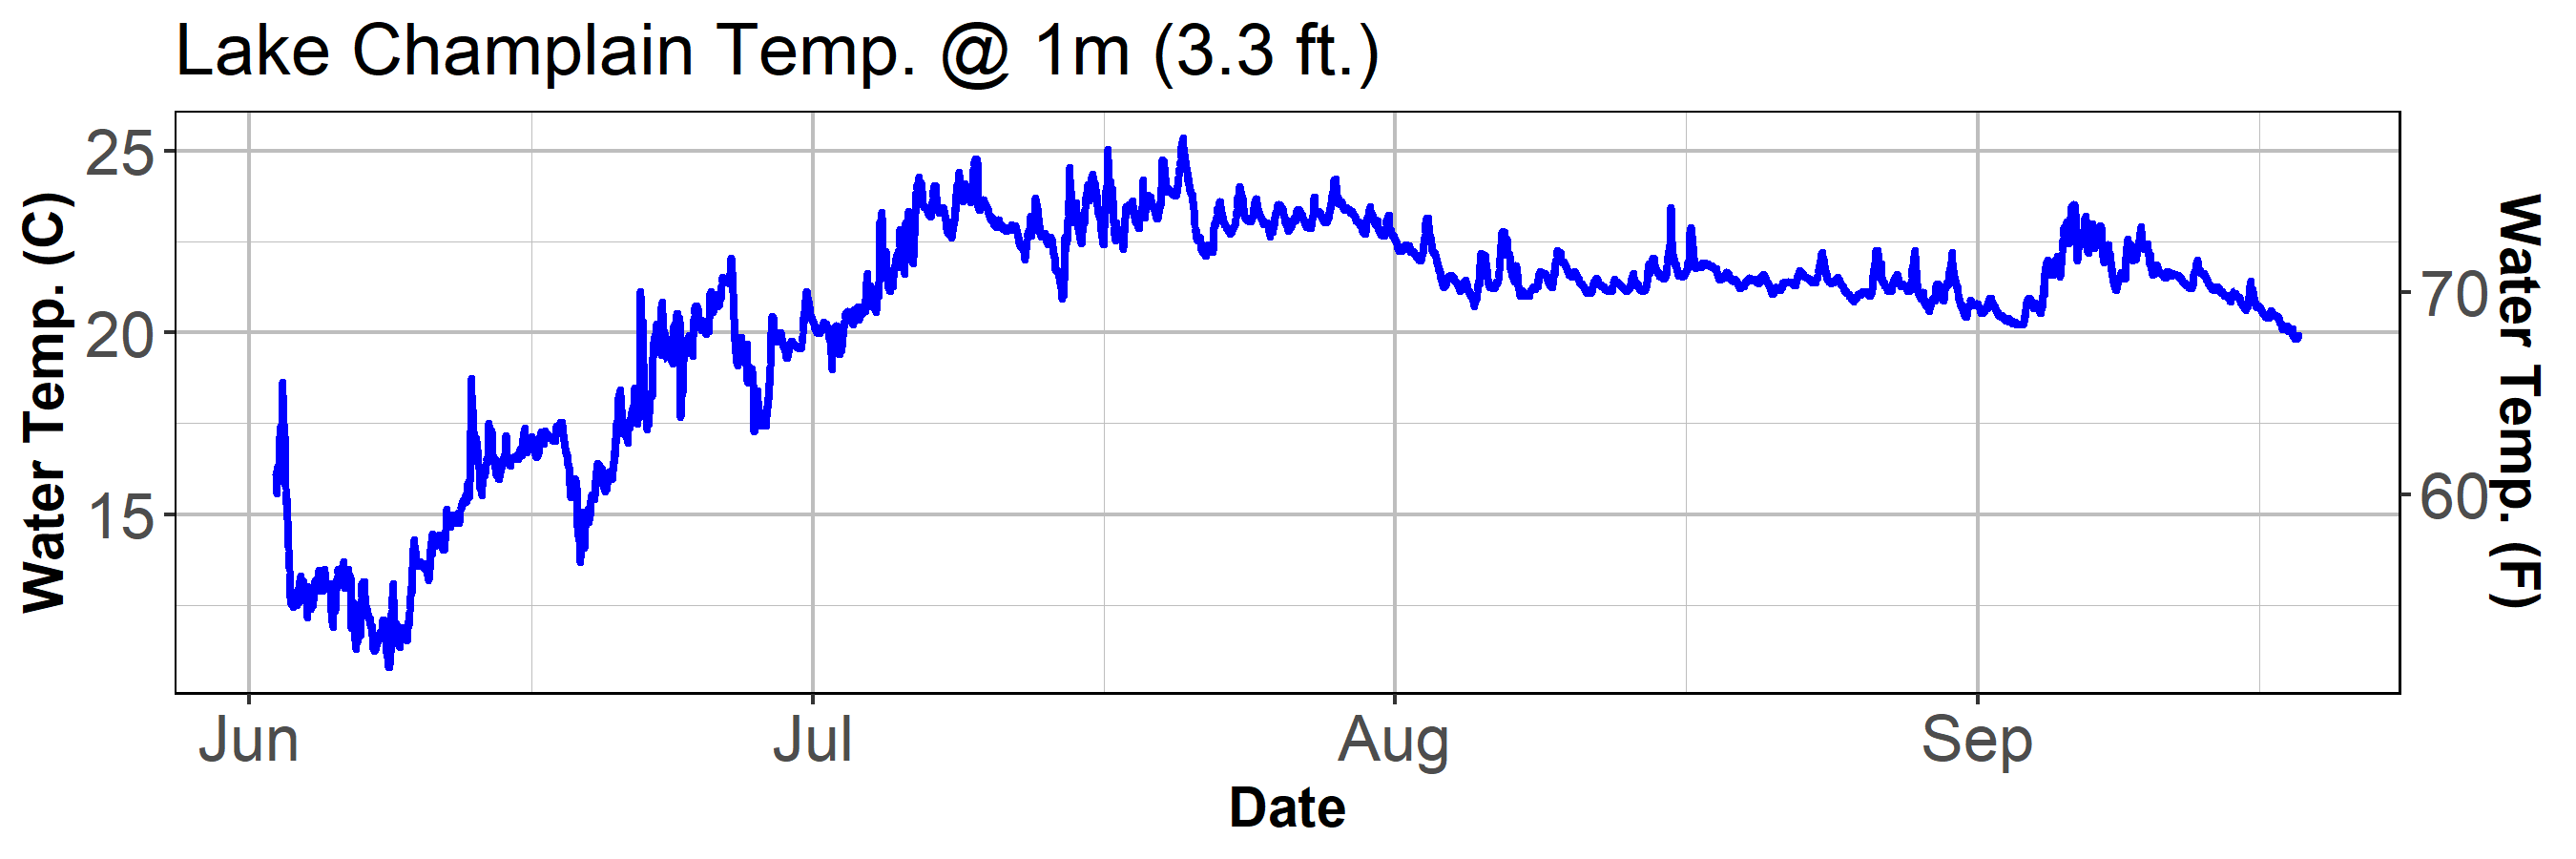 Lake Champlain Temp. @ 1m (3.3 ft.)
Water Temp. (C)
25
20
15
70
60
Water Temp. (F)
Jun Jul Aug Sep
Date